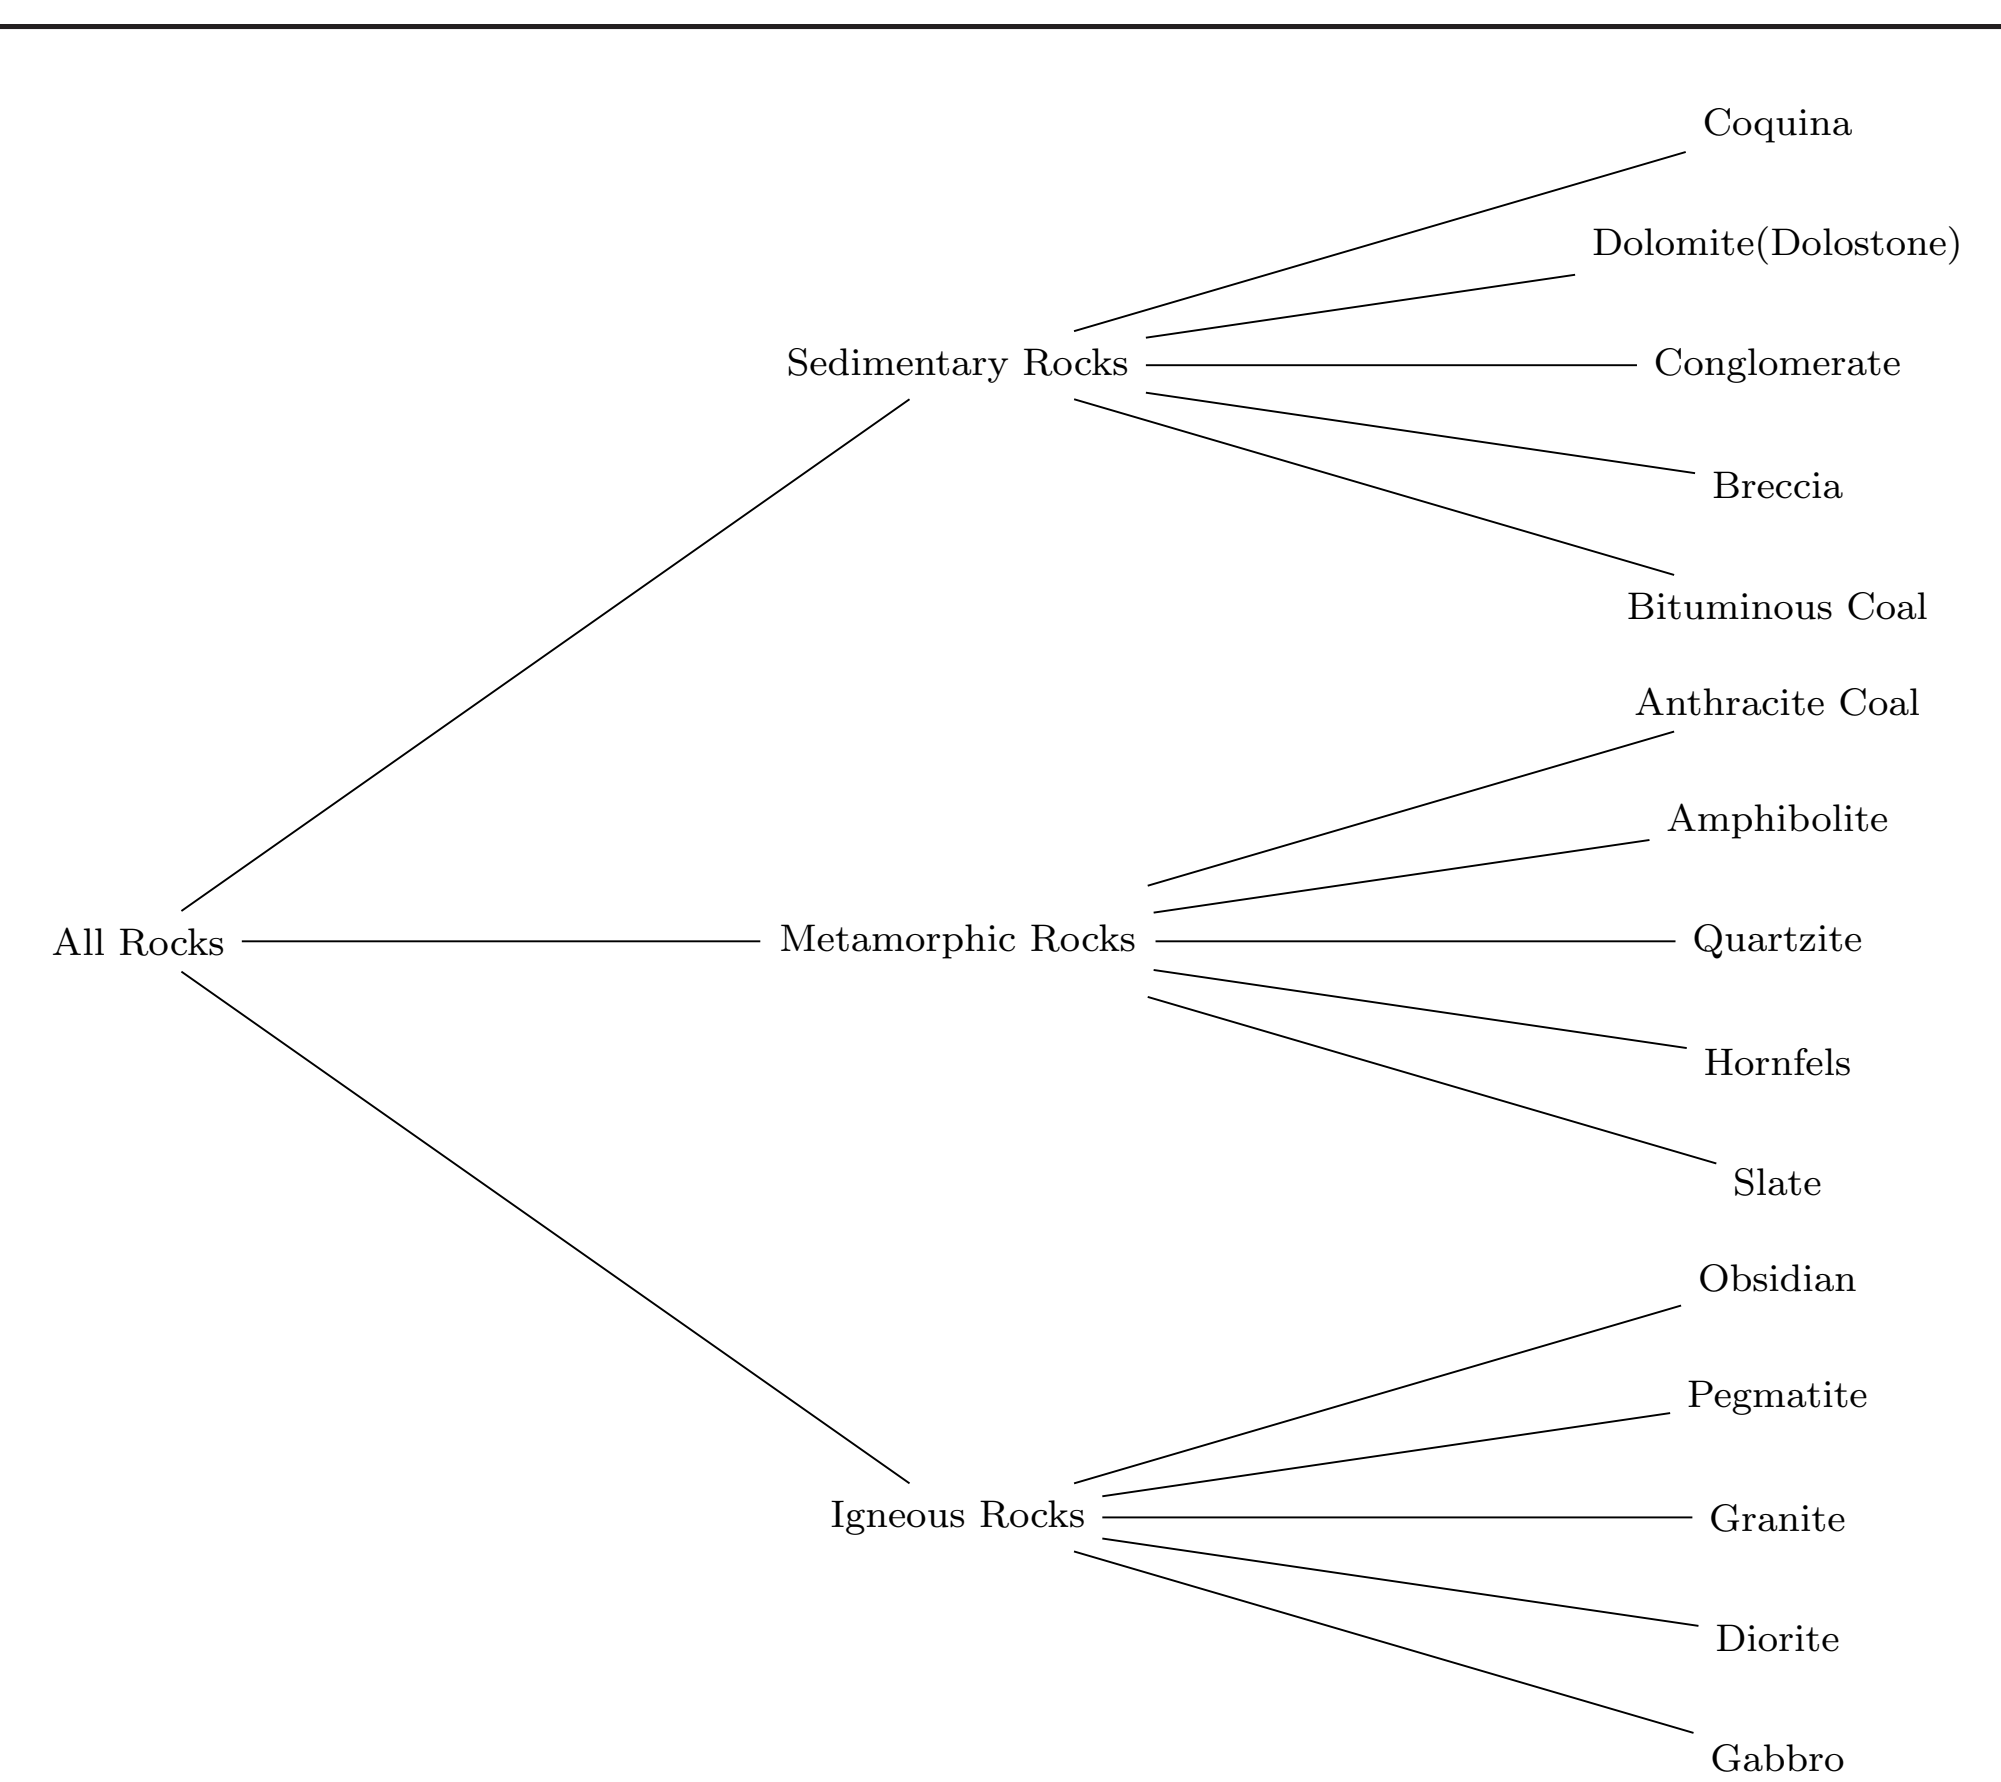 Coquina
Dolomite(Dolostone)
Sedimentary Rocks
Conglomerate
Breccia
Bituminous Coal
Anthracite Coal
Amphibolite
All Rocks
Metamorphic Rocks
Quartzite
Hornfels
Slate
Obsidian
Pegmatite
Igneous Rocks
Granite
Diorite
Gabbro